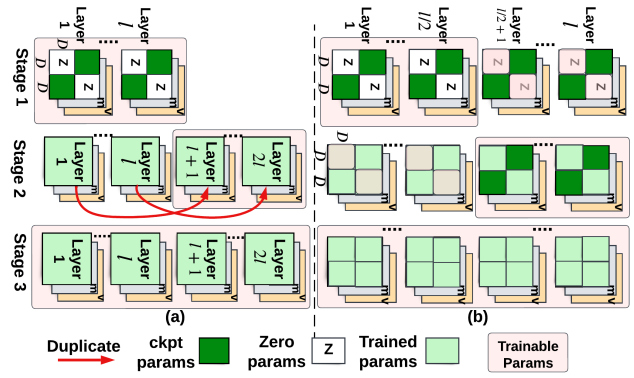 Layer 1
Layer l
Layer 1
Layer l/2
Layer l/2 + 1
Layer l
Stage 1
D
D
D
Z
Z
Z
Z
m
v
m
v
D
D
Z
Z
Z
Z
Z
Z
Z
Z
m
v
m
v
m
v
m
v
Stage 2
Layer 1
Layer l
Layer l + 1
Layer 2l
m
v
m
v
m
v
m
v
D
D
D
m
v
m
v
m
v
m
v
Stage 3
Layer 1
Layer l
Layer l + 1
Layer 2l
m
v
m
v
m
v
m
v
m
v
m
v
m
v
m
v
(a)
(b)
Duplicate
ckpt
params
Zero
params
Z
Trained
params
Trainable
Params